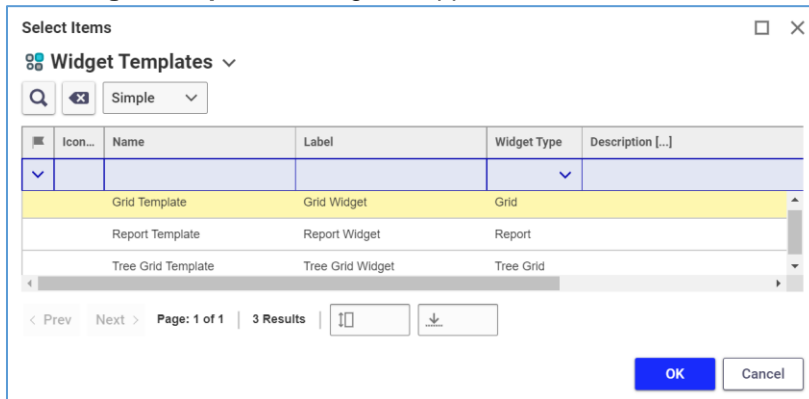 Select Items
Widget Templates
Simple
Icon... Name Label Widget Type Description [...]
Grid Template Grid Widget Grid
Report Template Report Widget Report
Tree Grid Template Tree Grid Widget Tree Grid
< Prev Next > Page: 1 of 1 | 3 Results |
OK Cancel